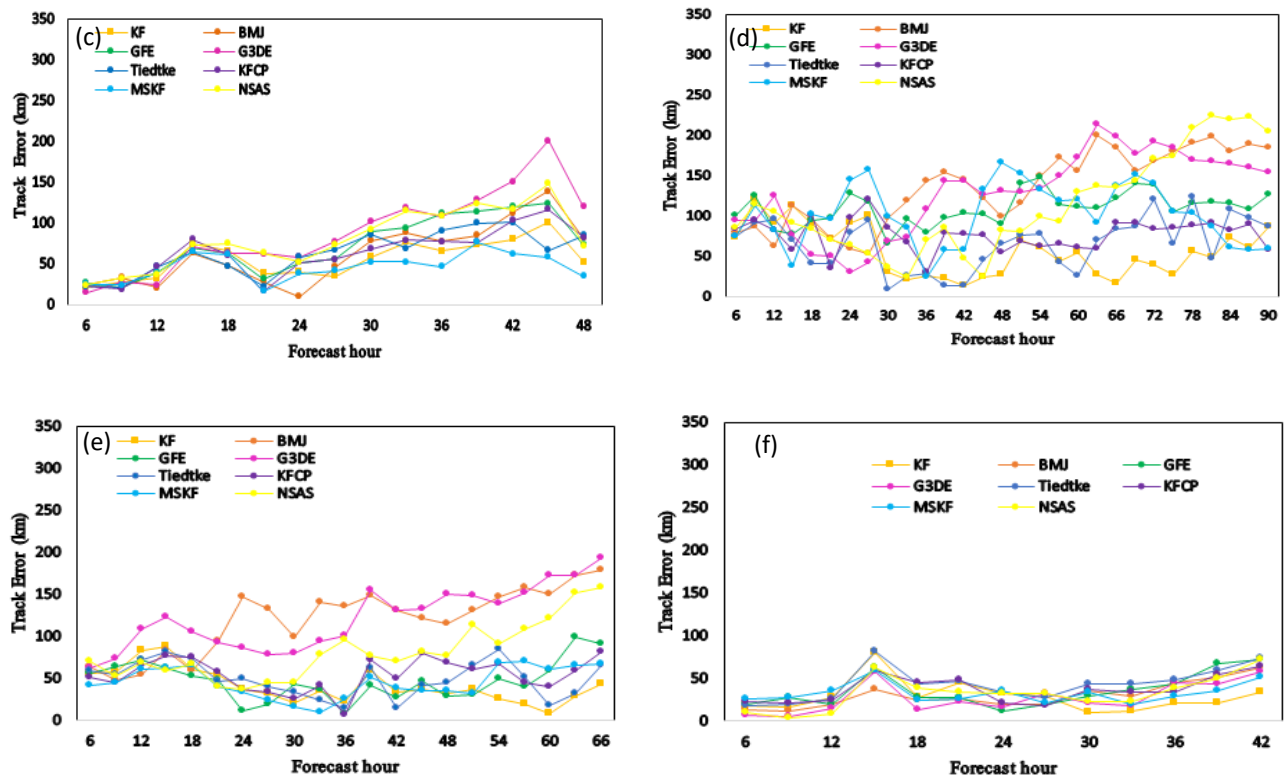 (c)
KF BMJ
GFE G3DE
Tiedtke KFCP
MSKF NSAS
350
300
250
200
150
100
50
0
Track Error (km)
6 12 18 24 30 36 42 48
Forecast hour
(d)
KF BMJ
GFE G3DE
Tiedtke KFCP
MSKF NSAS
350
300
250
200
150
100
50
0
Track Error (km)
6 12 18 24 30 36 42 48 54 60 66 72 78 84 90
Forecast hour
(e)
KF BMJ
GFE G3DE
Tiedtke KFCP
MSKF NSAS
350
300
250
200
150
100
50
0
Track Error (km)
6 12 18 24 30 36 42 48 54 60 66
Forecast hour
(f)
KF BMJ GFE
G3DE Tiedtke KFCP
MSKF NSAS
350
300
250
200
150
100
50
0
Track Error (km)
6 12 18 24 30 36 42
Forecast hour